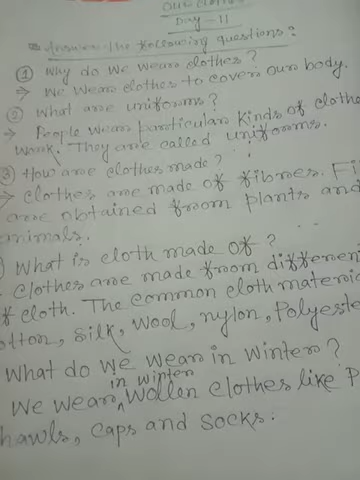 Our clothes
Day - 11
Answer the following questions:
① Why do we wear clothes?
→ We wear clothes to cover our body.
② What are uniforms?
→ People wear particular kinds of clothe
work. They are called uniforms.
③ How are clothes made?
→ Clothes are made of fibres. Fi
are obtained from plants and
animals.
What is cloth made of?
Clothes are made from differen
of cloth. The common cloth materia
otton, silk, wool, nylon, Polyeste
What do we wear in winter?
We wear in winter wollen clothes like P
hawls, caps and socks.